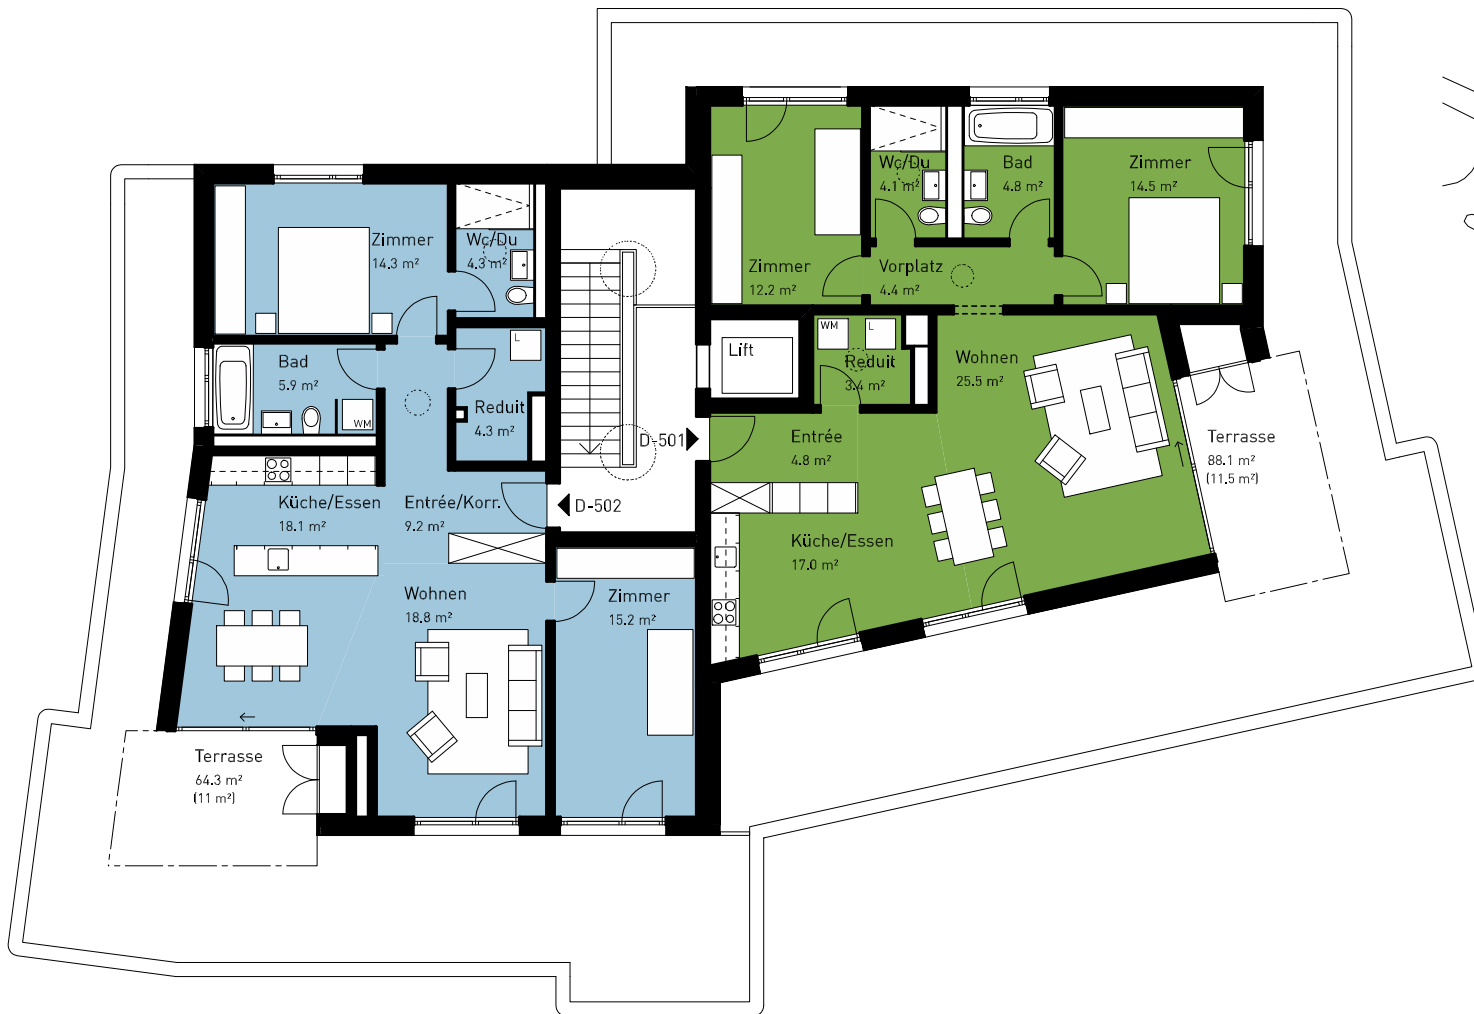 Zimmer
14.3 m²
Wc/Du
4.3 m²
Bad
5.9 m²
WM
L
Reduit
4.3 m²
Küche/Essen
18.1 m²
Entrée/Korr.
9.2 m²
D-502
Wohnen
18.8 m²
Zimmer
15.2 m²
Terrasse
64.3 m²
(11 m²)
Zimmer
12.2 m²
Wc/Du
4.1 m²
Bad
4.8 m²
Zimmer
14.5 m²
Vorplatz
4.4 m²
Lift
WM
L
Reduit
3.4 m²
Wohnen
25.5 m²
D-501
Entrée
4.8 m²
Küche/Essen
17.0 m²
Terrasse
88.1 m²
(11.5 m²)